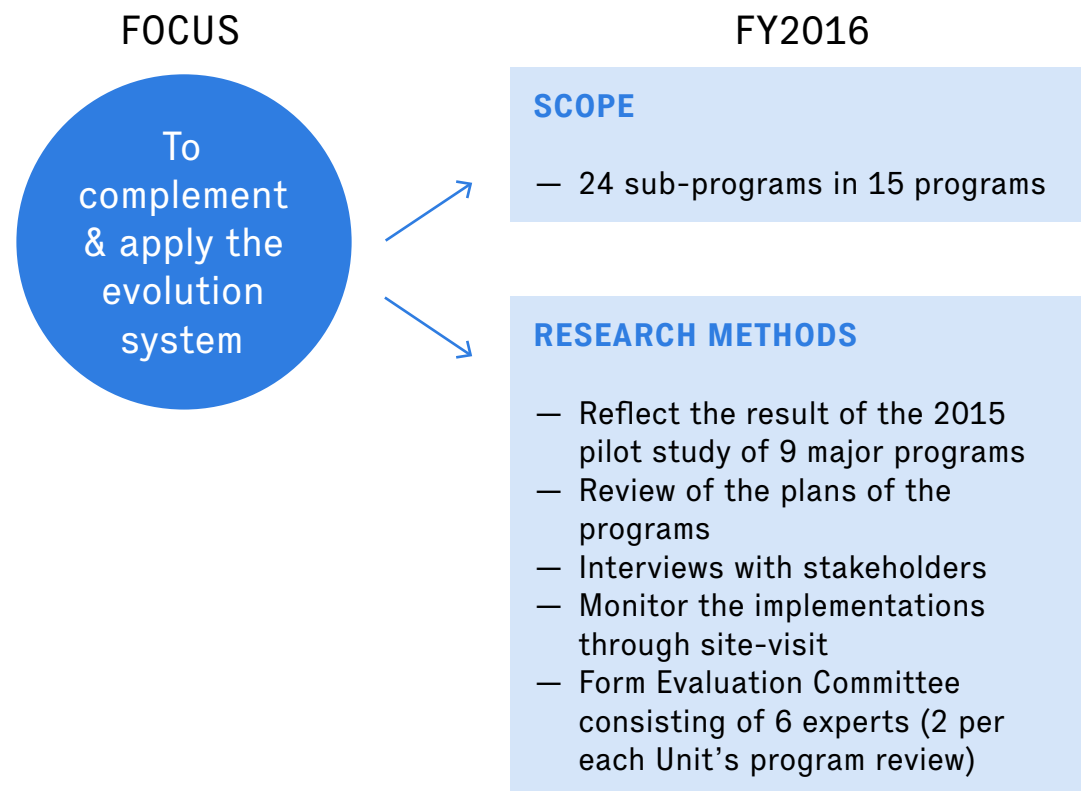 FOCUS
To
complement
& apply the
evolution
system
FY2016
SCOPE
— 24 sub-programs in 15 programs
RESEARCH METHODS
— Reflect the result of the 2015
pilot study of 9 major programs
— Review of the plans of the
programs
— Interviews with stakeholders
— Monitor the implementations
through site-visit
— Form Evaluation Committee
consisting of 6 experts (2 per
each Unit’s program review)